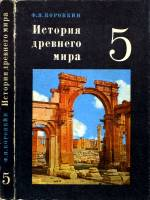 Ф.П.КОРОВКИН
История
древнего
мира
5
Ф.П.КОРОВКИН История древнего мира
5